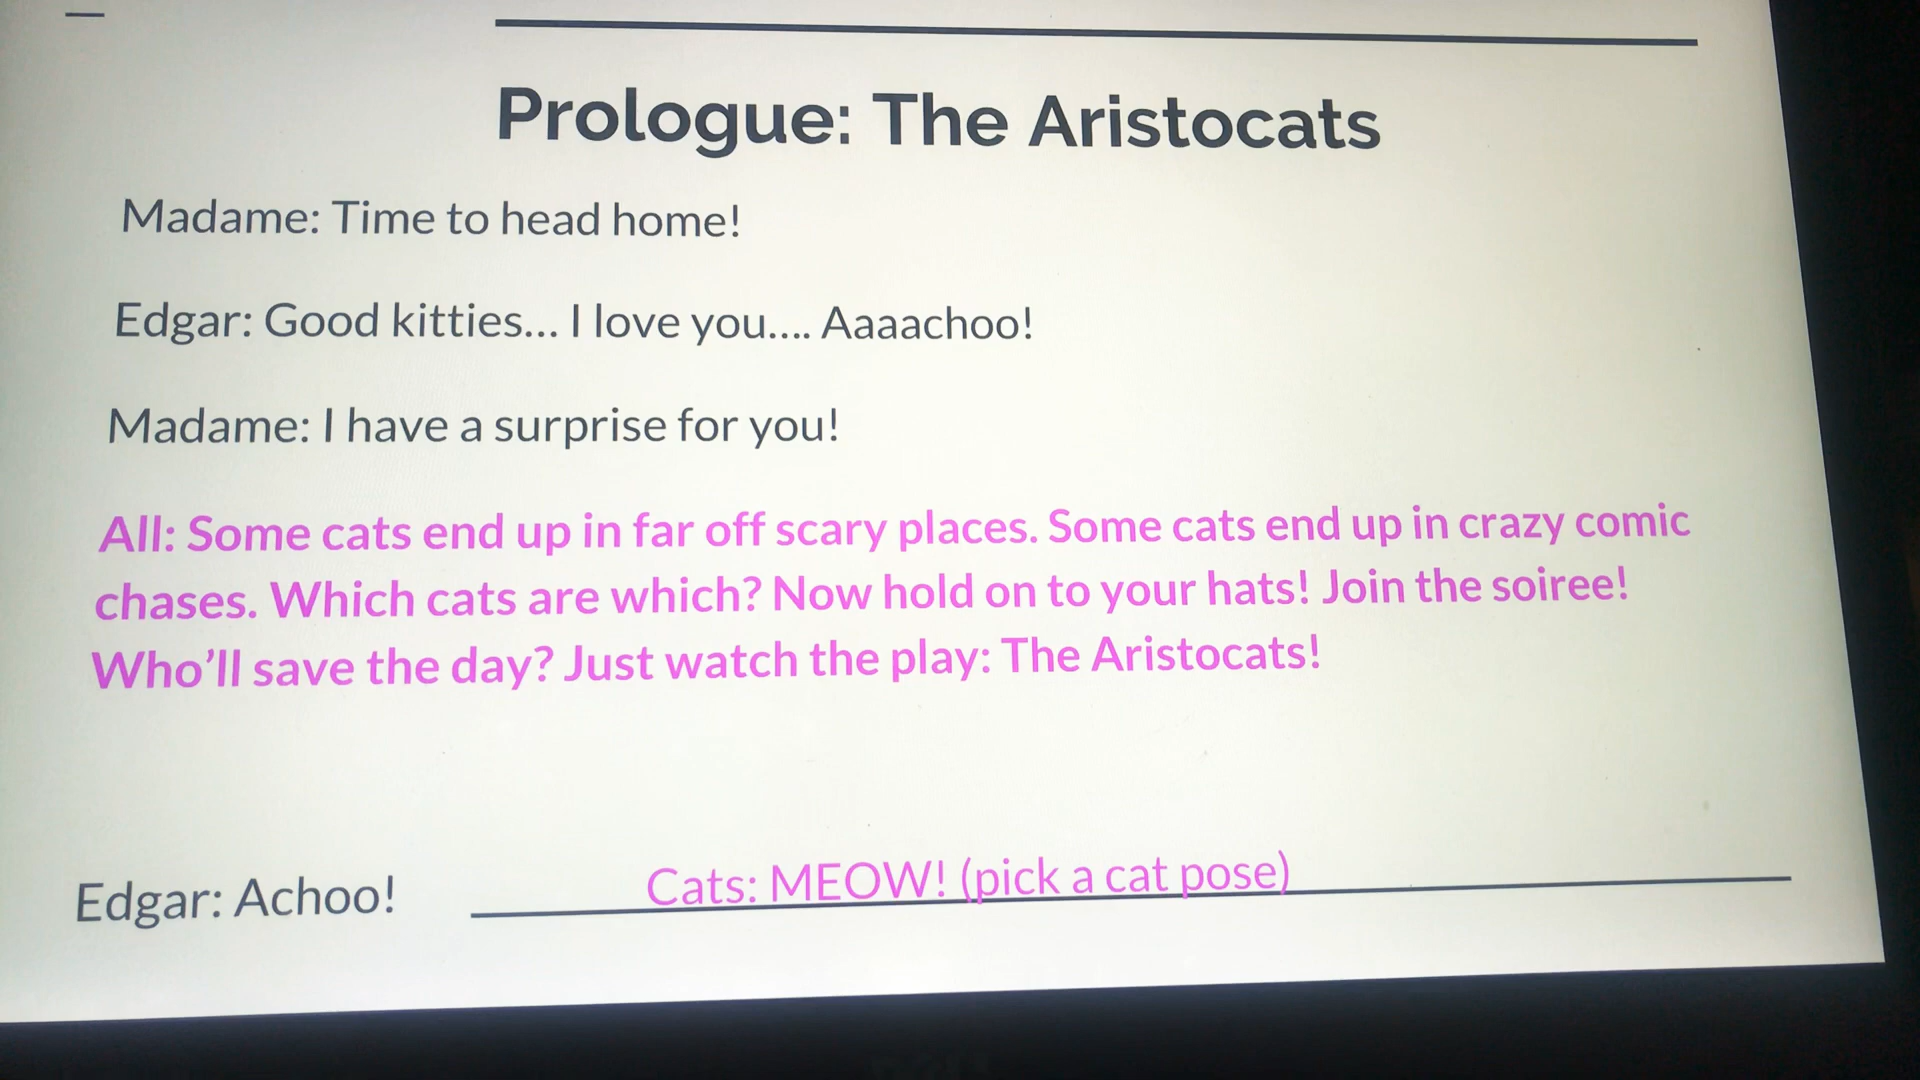 Prologue: The Aristocats
Madame: Time to head home!
Edgar: Good kitties... I love you.... Aaaachoo!
Madame: I have a surprise for you!
All: Some cats end up in far off scary places. Some cats end up in crazy comic
chases. Which cats are which? Now hold on to your hats! Join the soiree!
Who'll save the day? Just watch the play: The Aristocats!
Edgar: Achoo!
Cats: MEOW! (pick a cat pose)